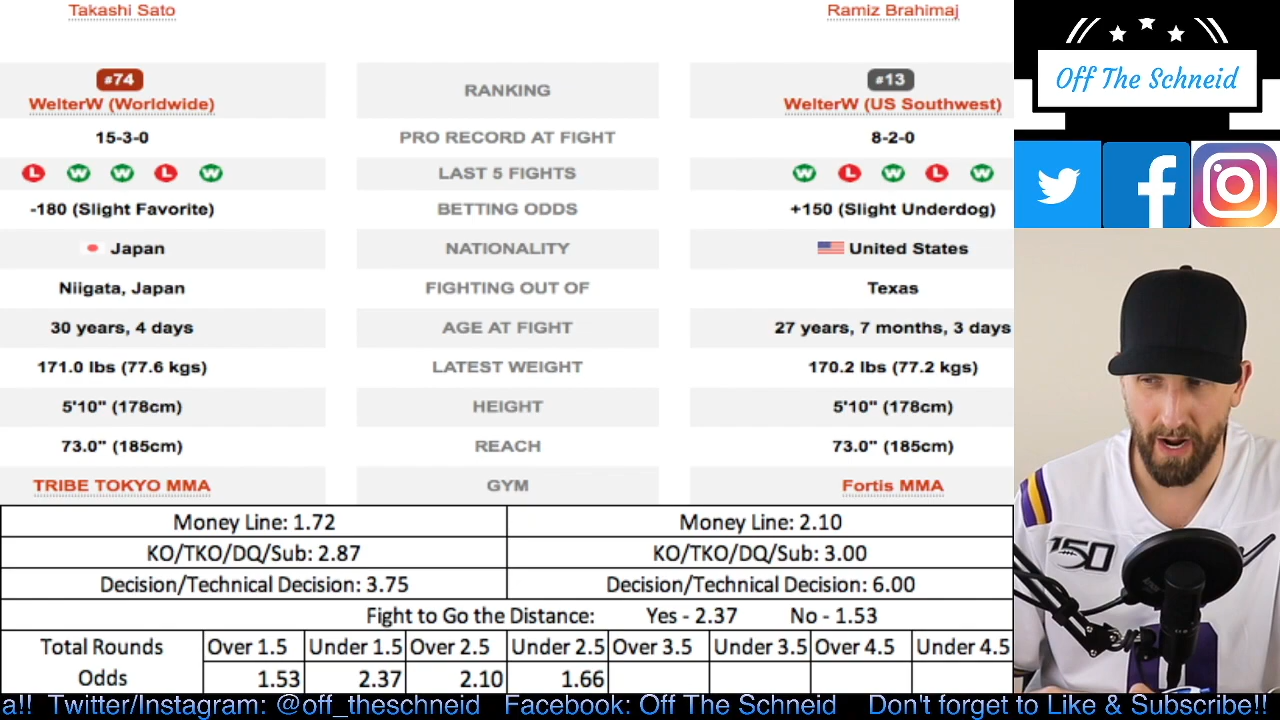 Takashi Sato Ramiz Brahimaj
#74 RANKING #13
WelterW (Worldwide) WelterW (US Southwest)
15-3-0 PRO RECORD AT FIGHT 8-2-0
L W W L W LAST 5 FIGHTS W L W L W
-180 (Slight Favorite) BETTING ODDS +150 (Slight Underdog)
Japan NATIONALITY United States
Niigata, Japan FIGHTING OUT OF Texas
30 years, 4 days AGE AT FIGHT 27 years, 7 months, 3 days
171.0 lbs (77.6 kgs) LATEST WEIGHT 170.2 lbs (77.2 kgs)
5'10" (178cm) HEIGHT 5'10" (178cm)
73.0" (185cm) REACH 73.0" (185cm)
TRIBE TOKYO MMA GYM Fortis MMA
Money Line: 1.72 Money Line: 2.10
KO/TKO/DQ/Sub: 2.87 KO/TKO/DQ/Sub: 3.00
Decision/Technical Decision: 3.75 Decision/Technical Decision: 6.00
Fight to Go the Distance: Yes - 2.37 No - 1.53
Total Rounds Over 1.5 Under 1.5 Over 2.5 Under 2.5 Over 3.5 Under 3.5 Over 4.5 Under 4.5
Odds 1.53 2.37 2.10 1.66
Off The Schneid
150
a!! Twitter/Instagram: @off_theschneid Facebook: Off The Schneid Don't forget to Like & Subscribe!!